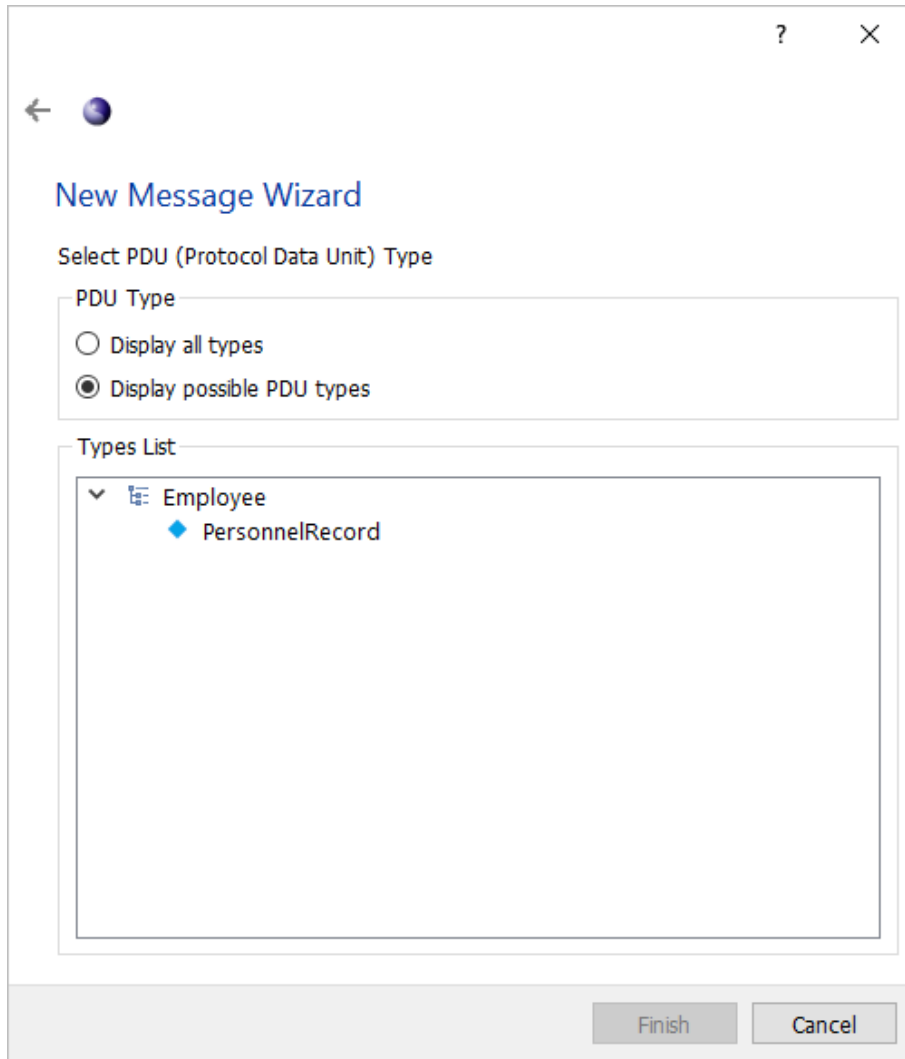 ?
New Message Wizard
Select PDU (Protocol Data Unit) Type
PDU Type
Display all types
Display possible PDU types
Types List
Employee
PersonnelRecord
Finish Cancel